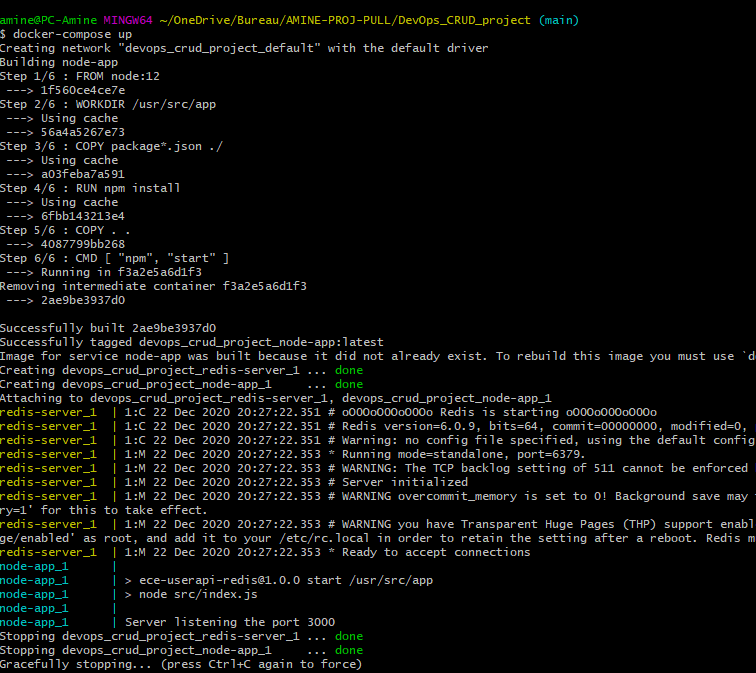 amine@PC-Amine MINGW64 ~/OneDrive/Bureau/AMINE-PROJ-PULL/DevOps_CRUD_project (main)
$ docker-compose up
Creating network "devops_crud_project_default" with the default driver
Building node-app
Step 1/6 : FROM node:12
 ---> 1f560ce4ce7e
Step 2/6 : WORKDIR /usr/src/app
 ---> Using cache
 ---> 56a4a5267e73
Step 3/6 : COPY package*.json ./
 ---> Using cache
 ---> a03feba7a591
Step 4/6 : RUN npm install
 ---> Using cache
 ---> 6fbb143213e4
Step 5/6 : COPY . .
 ---> 4087799bb268
Step 6/6 : CMD [ "npm", "start" ]
 ---> Running in f3a2e5a6d1f3
Removing intermediate container f3a2e5a6d1f3
 ---> 2ae9be3937d0
Successfully built 2ae9be3937d0
Successfully tagged devops_crud_project_node-app:latest
Image for service node-app was built because it did not already exist. To rebuild this image you must use `d
Creating devops_crud_project_redis-server_1 ... done
Creating devops_crud_project_node-app_1     ... done
Attaching to devops_crud_project_redis-server_1, devops_crud_project_node-app_1
redis-server_1  | 1:C 22 Dec 2020 20:27:22.351 # oO0OoO0OoO0Oo Redis is starting oO0OoO0OoO0Oo
redis-server_1  | 1:C 22 Dec 2020 20:27:22.351 # Redis version=6.0.9, bits=64, commit=00000000, modified=0,
redis-server_1  | 1:C 22 Dec 2020 20:27:22.351 # Warning: no config file specified, using the default config
redis-server_1  | 1:M 22 Dec 2020 20:27:22.353 * Running mode=standalone, port=6379.
redis-server_1  | 1:M 22 Dec 2020 20:27:22.353 # WARNING: The TCP backlog setting of 511 cannot be enforced
redis-server_1  | 1:M 22 Dec 2020 20:27:22.353 # Server initialized
redis-server_1  | 1:M 22 Dec 2020 20:27:22.353 # WARNING overcommit_memory is set to 0! Background save may
ry=1' for this to take effect.
redis-server_1  | 1:M 22 Dec 2020 20:27:22.353 # WARNING you have Transparent Huge Pages (THP) support enabl
ge/enabled' as root, and add it to your /etc/rc.local in order to retain the setting after a reboot. Redis m
redis-server_1  | 1:M 22 Dec 2020 20:27:22.353 * Ready to accept connections
node-app_1      |
node-app_1      | > ece-userapi-redis@1.0.0 start /usr/src/app
node-app_1      | > node src/index.js
node-app_1      |
node-app_1      | Server listening the port 3000
Stopping devops_crud_project_redis-server_1 ... done
Stopping devops_crud_project_node-app_1     ... done
Gracefully stopping... (press Ctrl+C again to force)